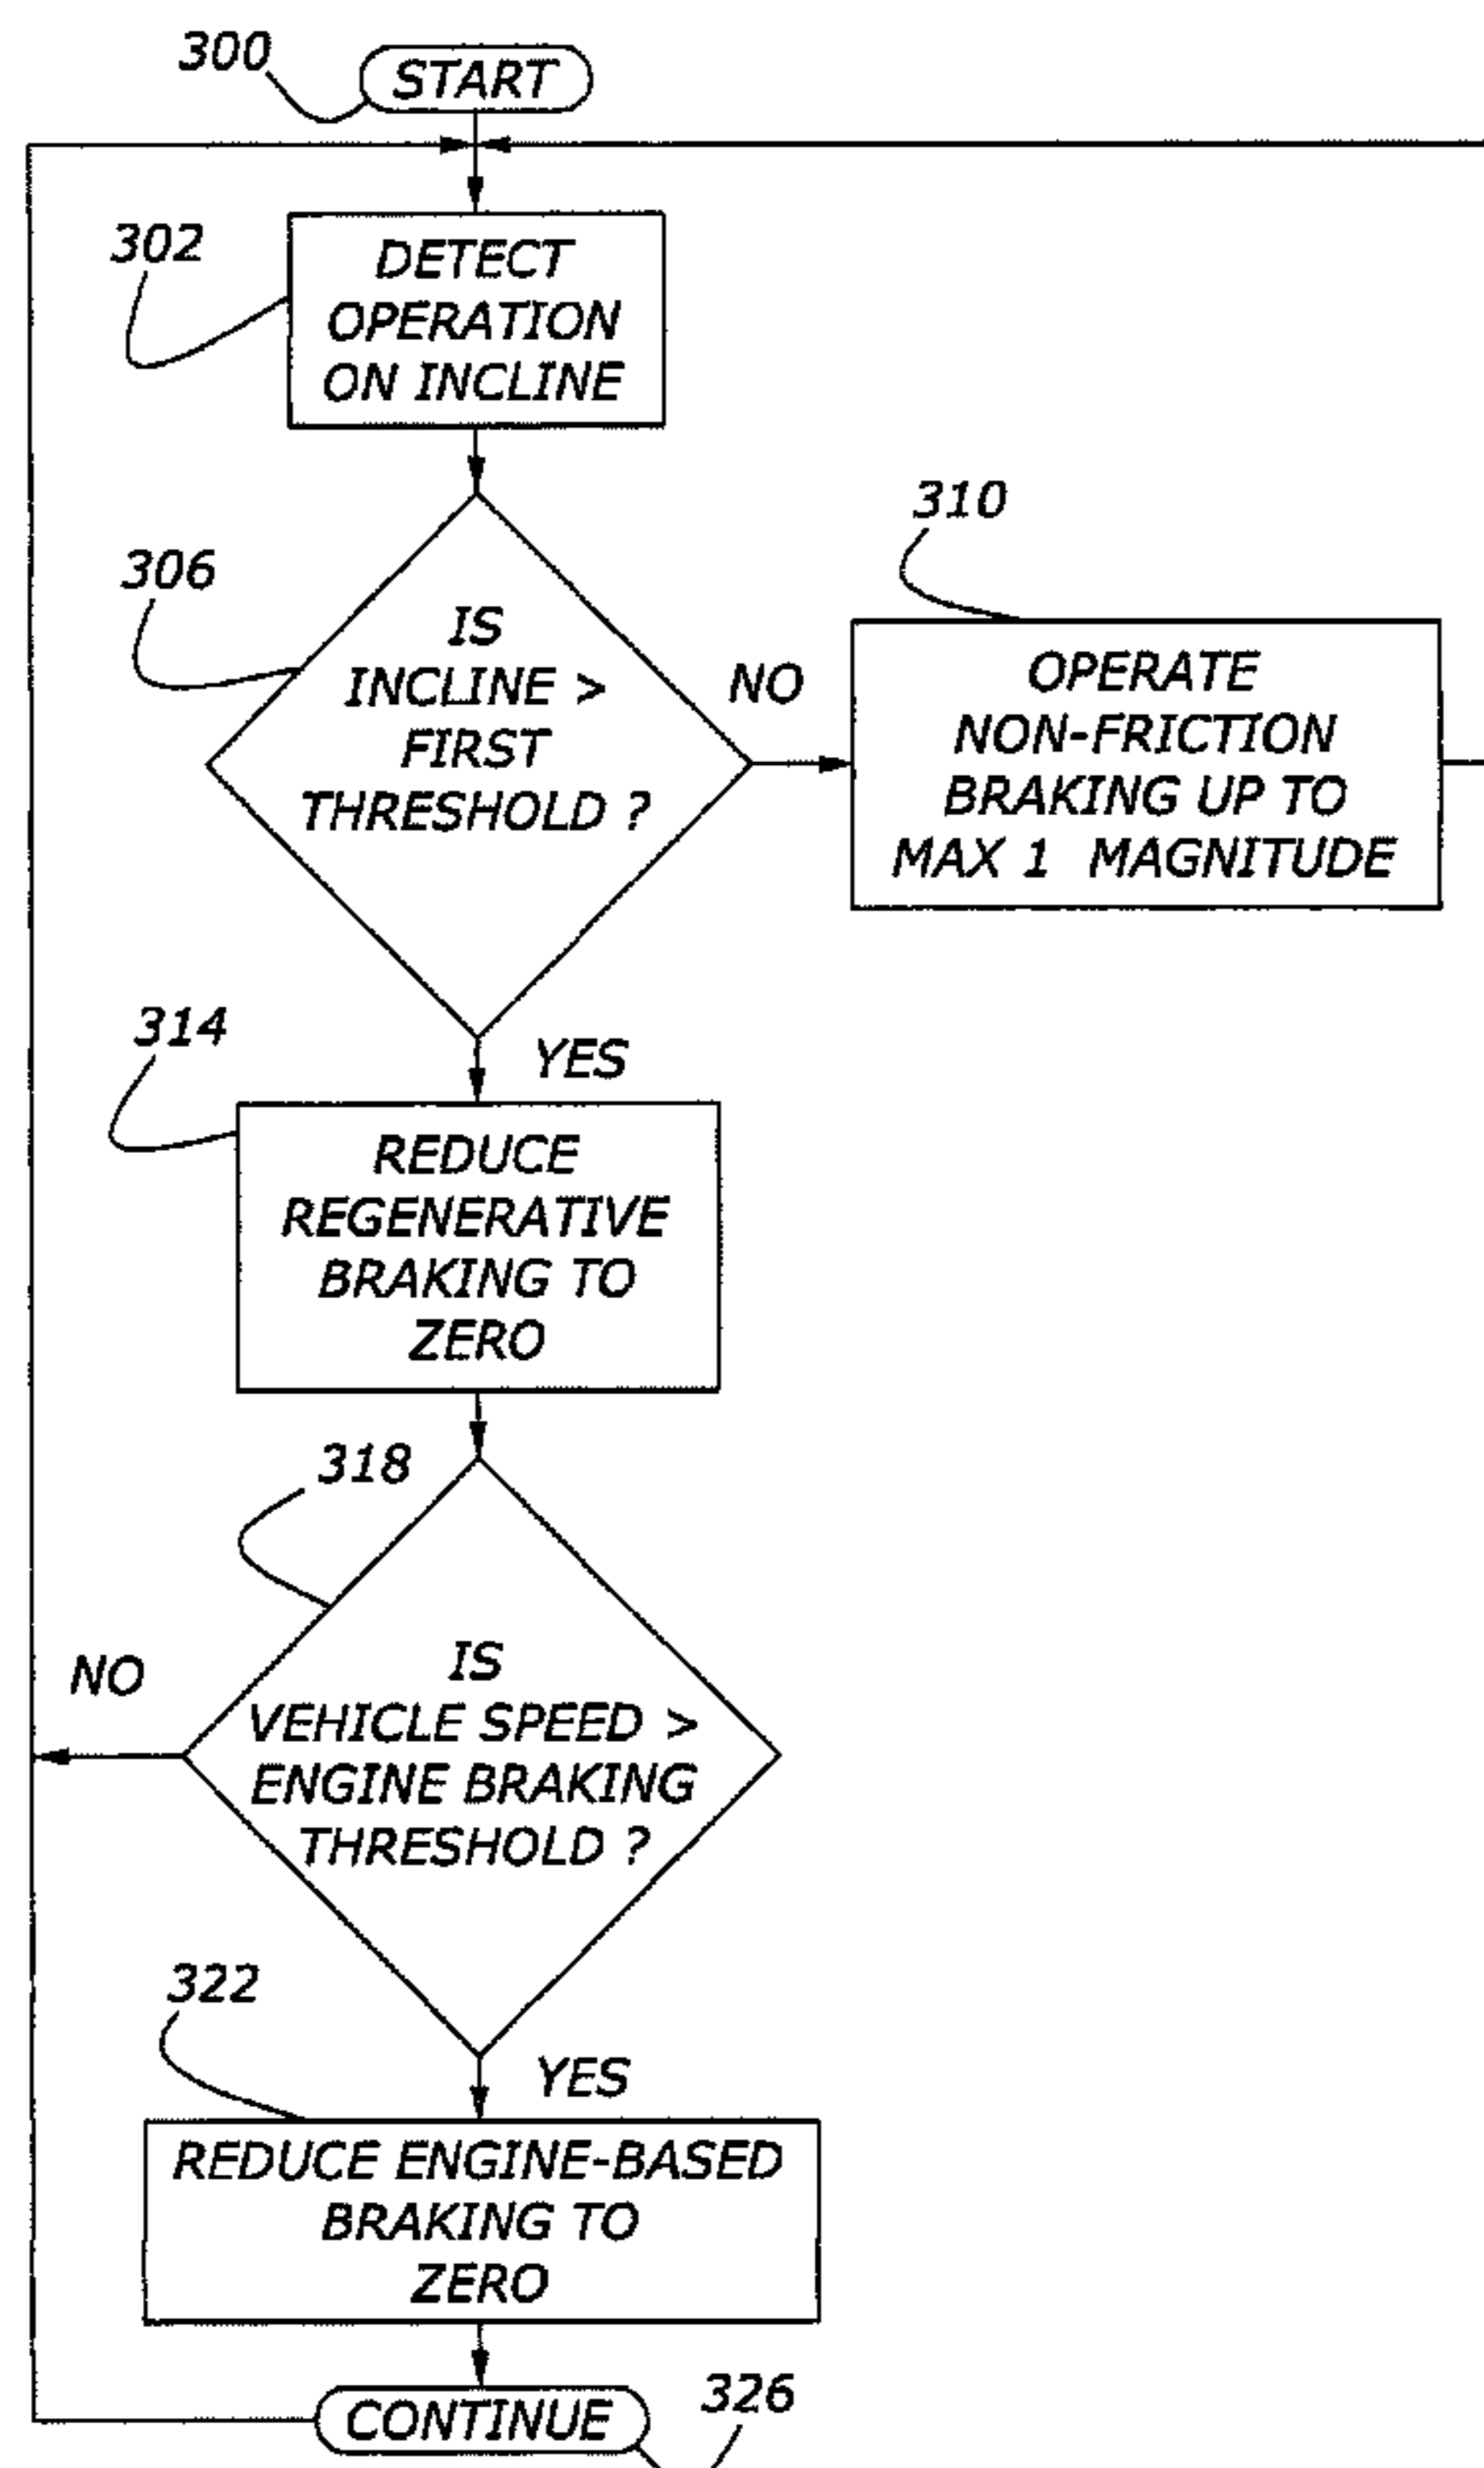 300
START
302
DETECT
OPERATION
ON INCLINE
306
IS
INCLINE >
FIRST
THRESHOLD ?
NO
310
OPERATE
NON-FRICTION
BRAKING UP TO
MAX 1 MAGNITUDE
314
YES
REDUCE
REGENERATIVE
BRAKING TO
ZERO
318
IS
VEHICLE SPEED >
ENGINE BRAKING
THRESHOLD ?
NO
322
YES
REDUCE ENGINE-BASED
BRAKING TO
ZERO
CONTINUE
326